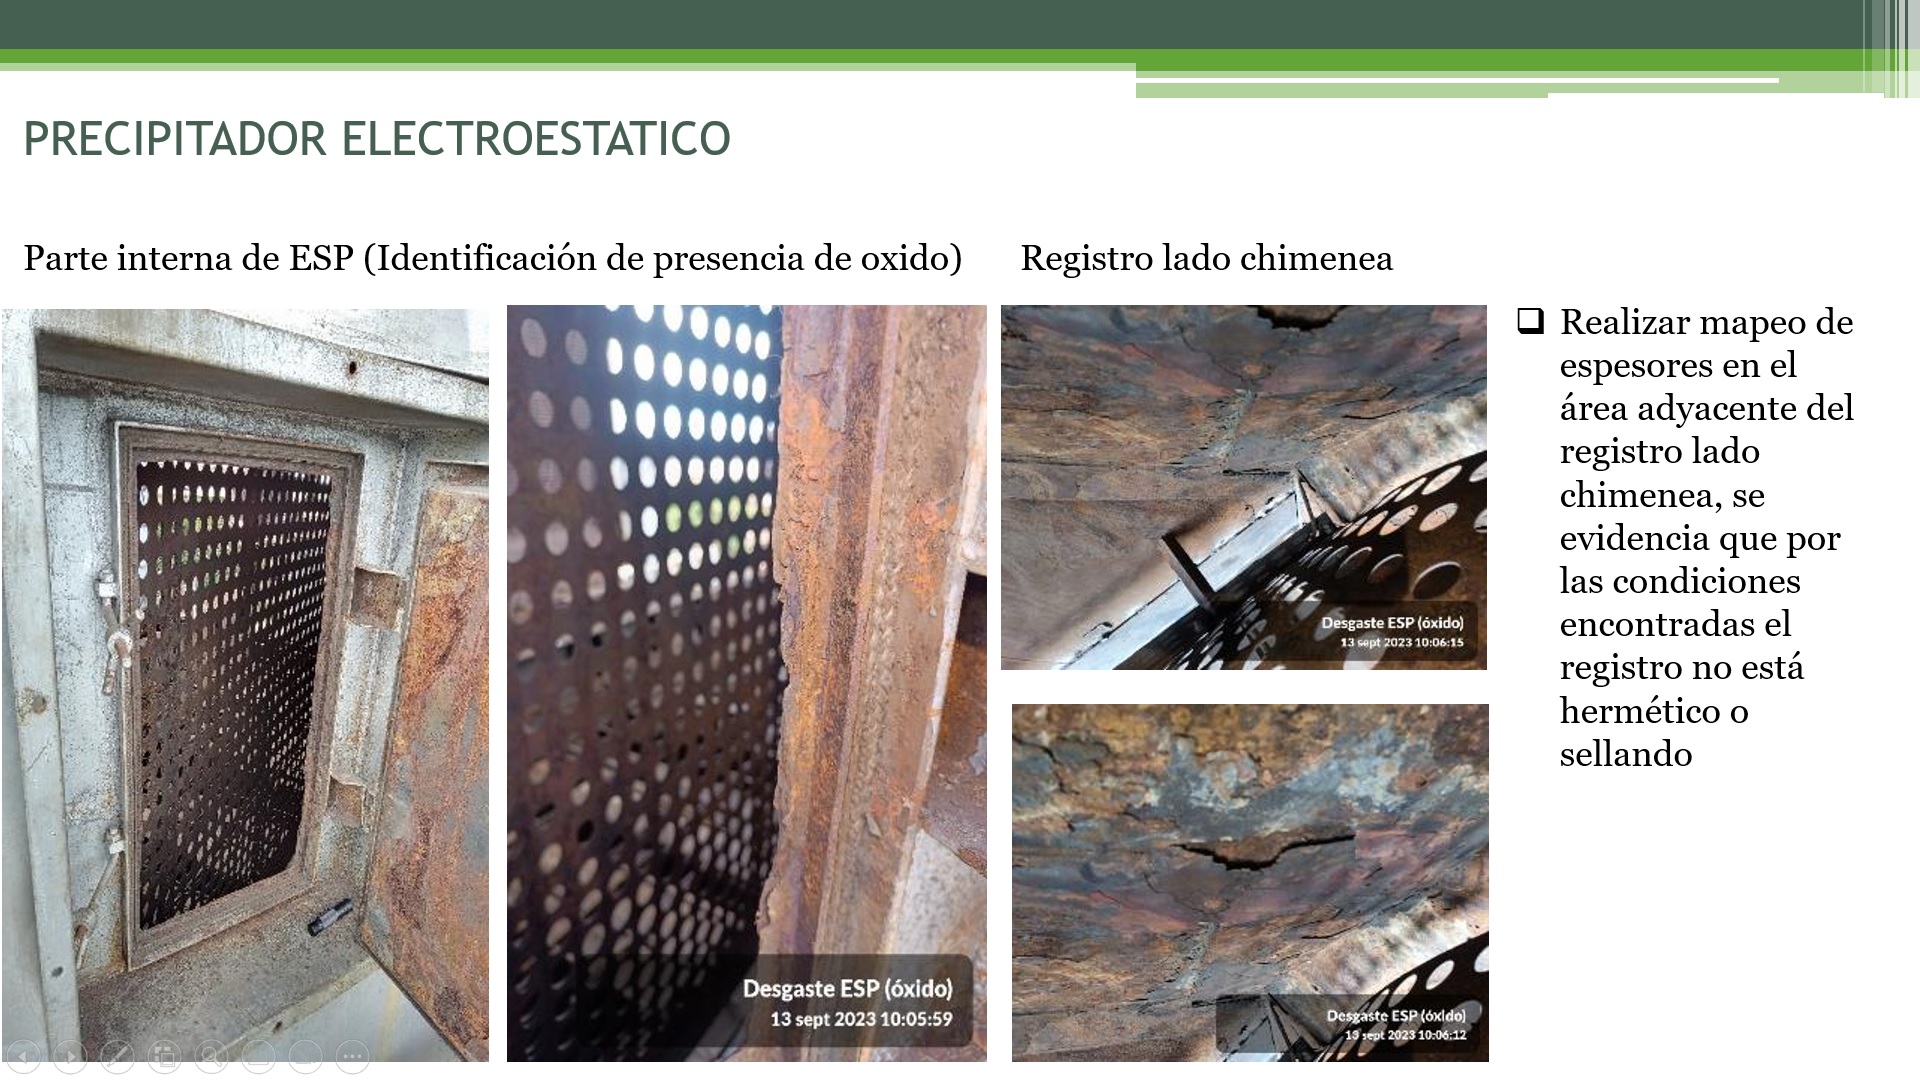 PRECIPITADOR ELECTROESTATICO
Parte interna de ESP (Identificación de presencia de oxido)
Registro lado chimenea
Realizar mapeo de
espesores en el
área adyacente del
registro lado
chimenea, se
evidencia que por
las condiciones
encontradas el
registro no está
hermético o
sellando
Desgaste ESP (óxido)
13 sept 2023 10:05:59
Desgaste ESP (óxido)
13 sept 2023 10:06:15
Desgaste ESP (óxido)
13 sept 2023 10:06:12